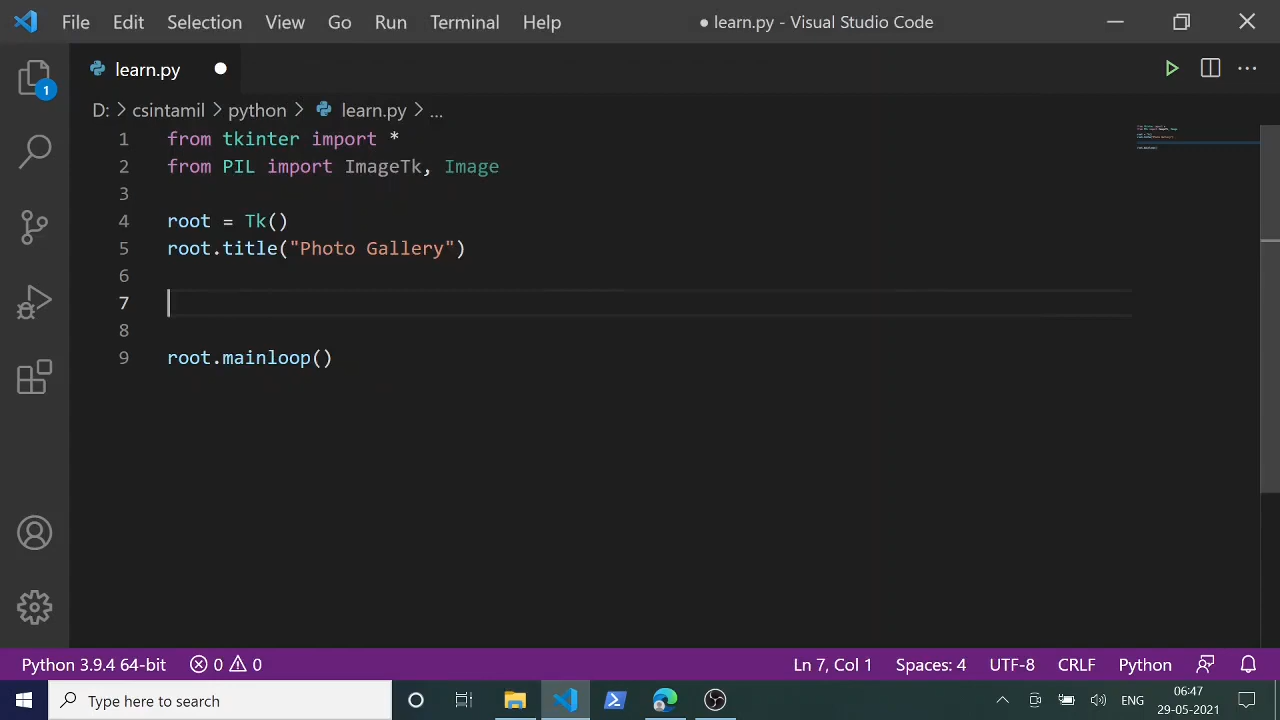 File Edit Selection View Go Run Terminal Help ● learn.py - Visual Studio Code
learn.py
D: > csintamil > python > learn.py > ...
1 from tkinter import *
2 from PIL import ImageTk, Image
3
4 root = Tk()
5 root.title("Photo Gallery")
6
7
8
9 root.mainloop()
1
Python 3.9.4 64-bit 0 0 Ln 7, Col 1 Spaces: 4 UTF-8 CRLF Python
Type here to search ENG 06:47
29-05-2021